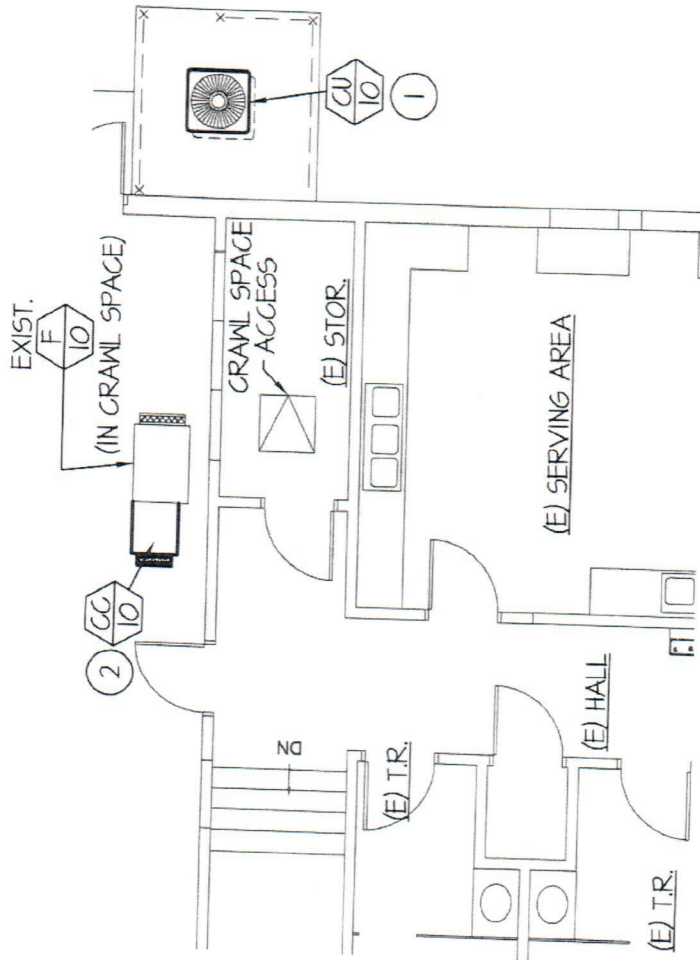 EXIST.
F
10
(IN CRAWL SPACE)
CU
10
1
CC
10
2
CRAWL SPACE
ACCESS
(E) STOR.
(E) SERVING AREA
DN
(E) T.R.
(E) HALL
(E) T.R.